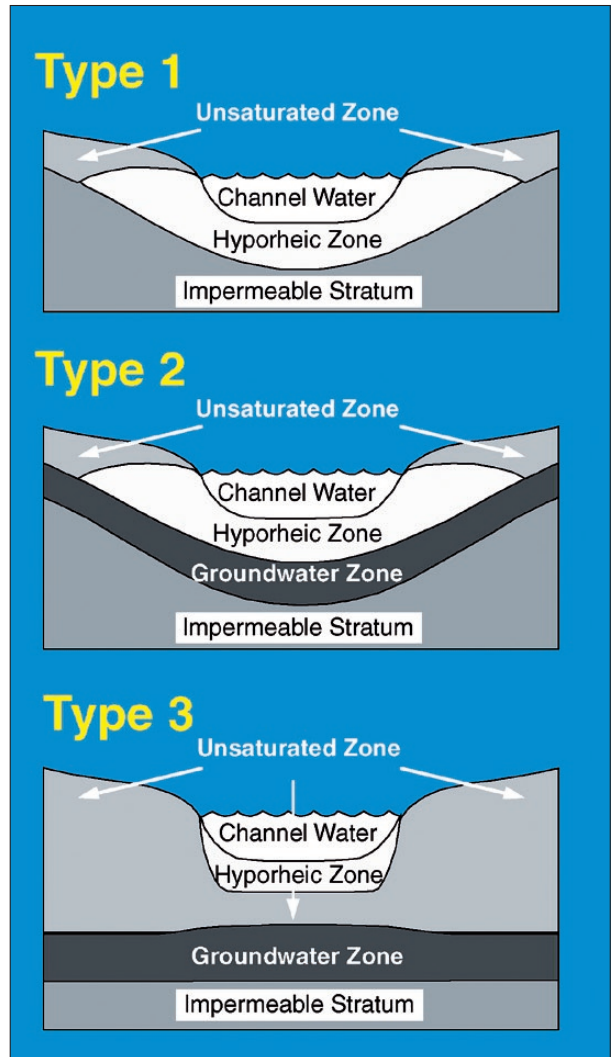 Type 1
Unsaturated Zone
Channel Water
Hyporheic Zone
Impermeable Stratum
Type 2
Unsaturated Zone
Channel Water
Hyporheic Zone
Groundwater Zone
Impermeable Stratum
Type 3
Unsaturated Zone
Channel Water
Hyporheic Zone
Groundwater Zone
Impermeable Stratum